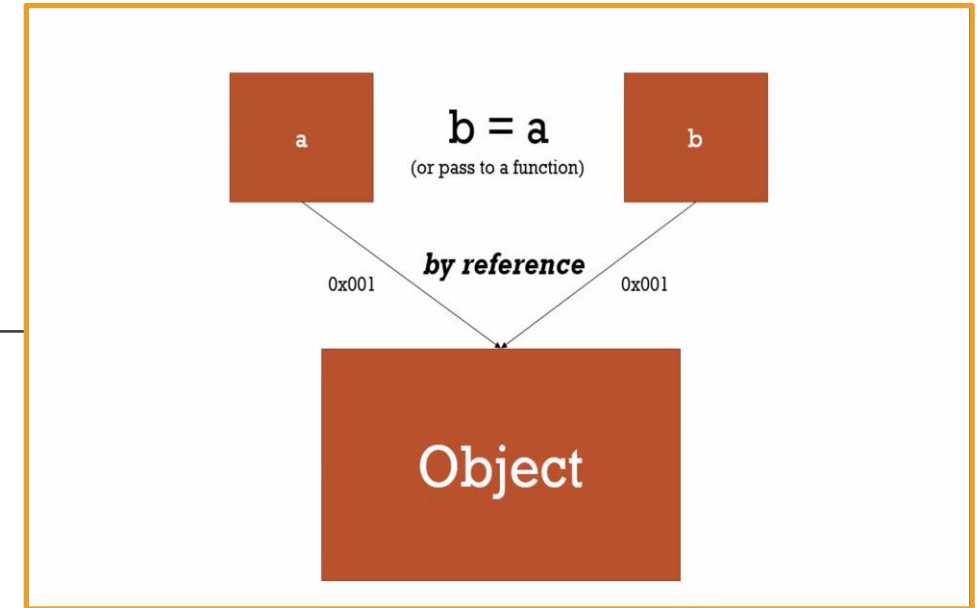 a
b = a
(or pass to a function)
b
by reference
0x001
0x001
Object